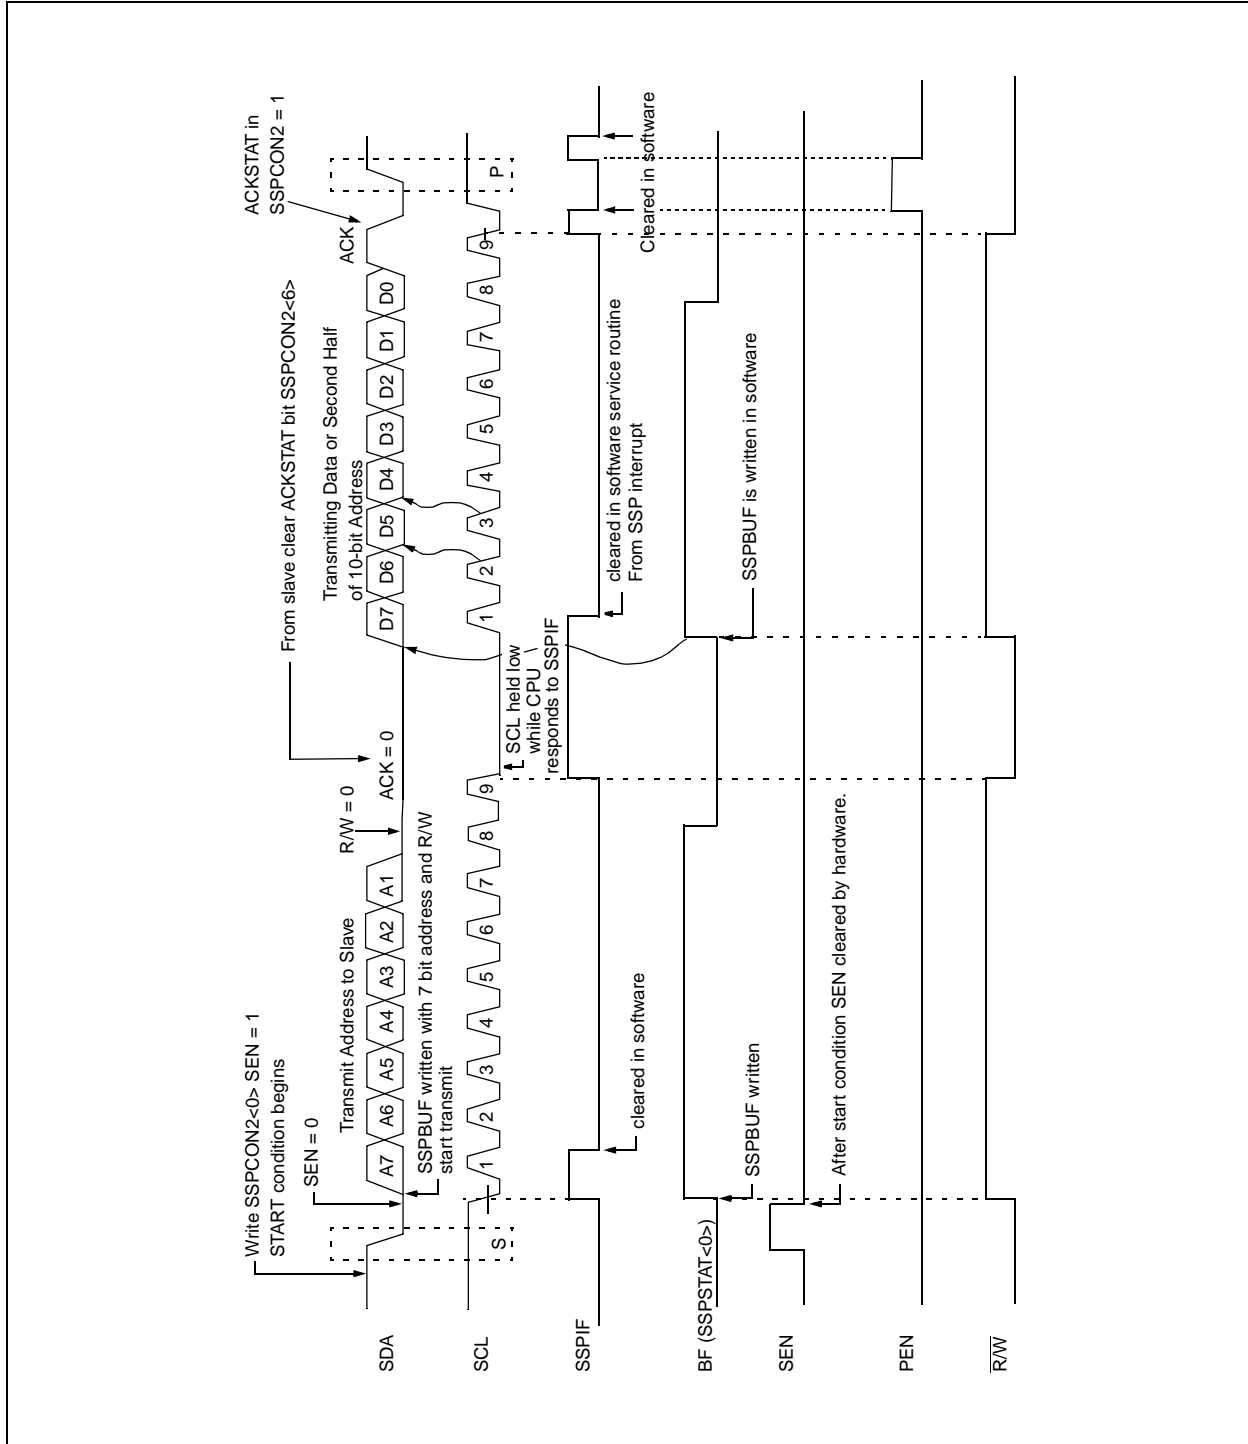 Write SSPCON2<0> SEN = 1
START condition begins
SEN = 0
Transmit Address to Slave
R/W = 0
From slave clear ACKSTAT bit SSPCON2<6>
Transmitting Data or Second Half
of 10-bit Address
ACKSTAT in
SSPCON2 = 1
SDA
A7 A6 A5 A4 A3 A2 A1
ACK = 0
D7 D6 D5 D4 D3 D2 D1 D0
ACK
SSPBUF written with 7 bit address and R/W
start transmit
SCL
S
1 2 3 4 5 6 7 8 9
1 2 3 4 5 6 7 8 9
P
SCL held low
while CPU
responds to SSPIF
SSPIF
cleared in software
cleared in software service routine
From SSP interrupt
Cleared in software
BF (SSPSTAT<0>)
SSPBUF written
SSPBUF is written in software
SEN
After start condition SEN cleared by hardware.
PEN
R/W